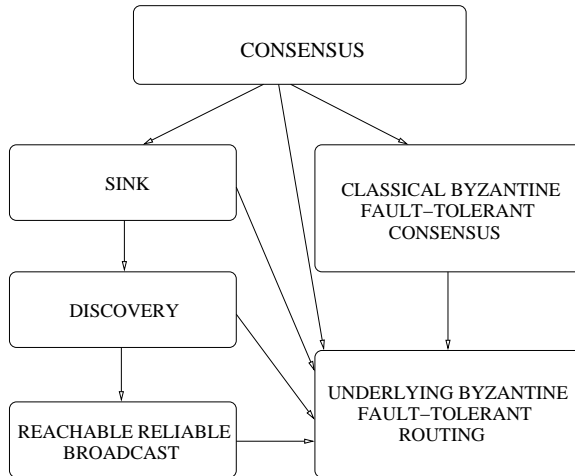 CONSENSUS
SINK
CLASSICAL BYZANTINE
FAULT−TOLERANT
CONSENSUS
DISCOVERY
UNDERLYING BYZANTINE
FAULT−TOLERANT
ROUTING
REACHABLE RELIABLE
BROADCAST